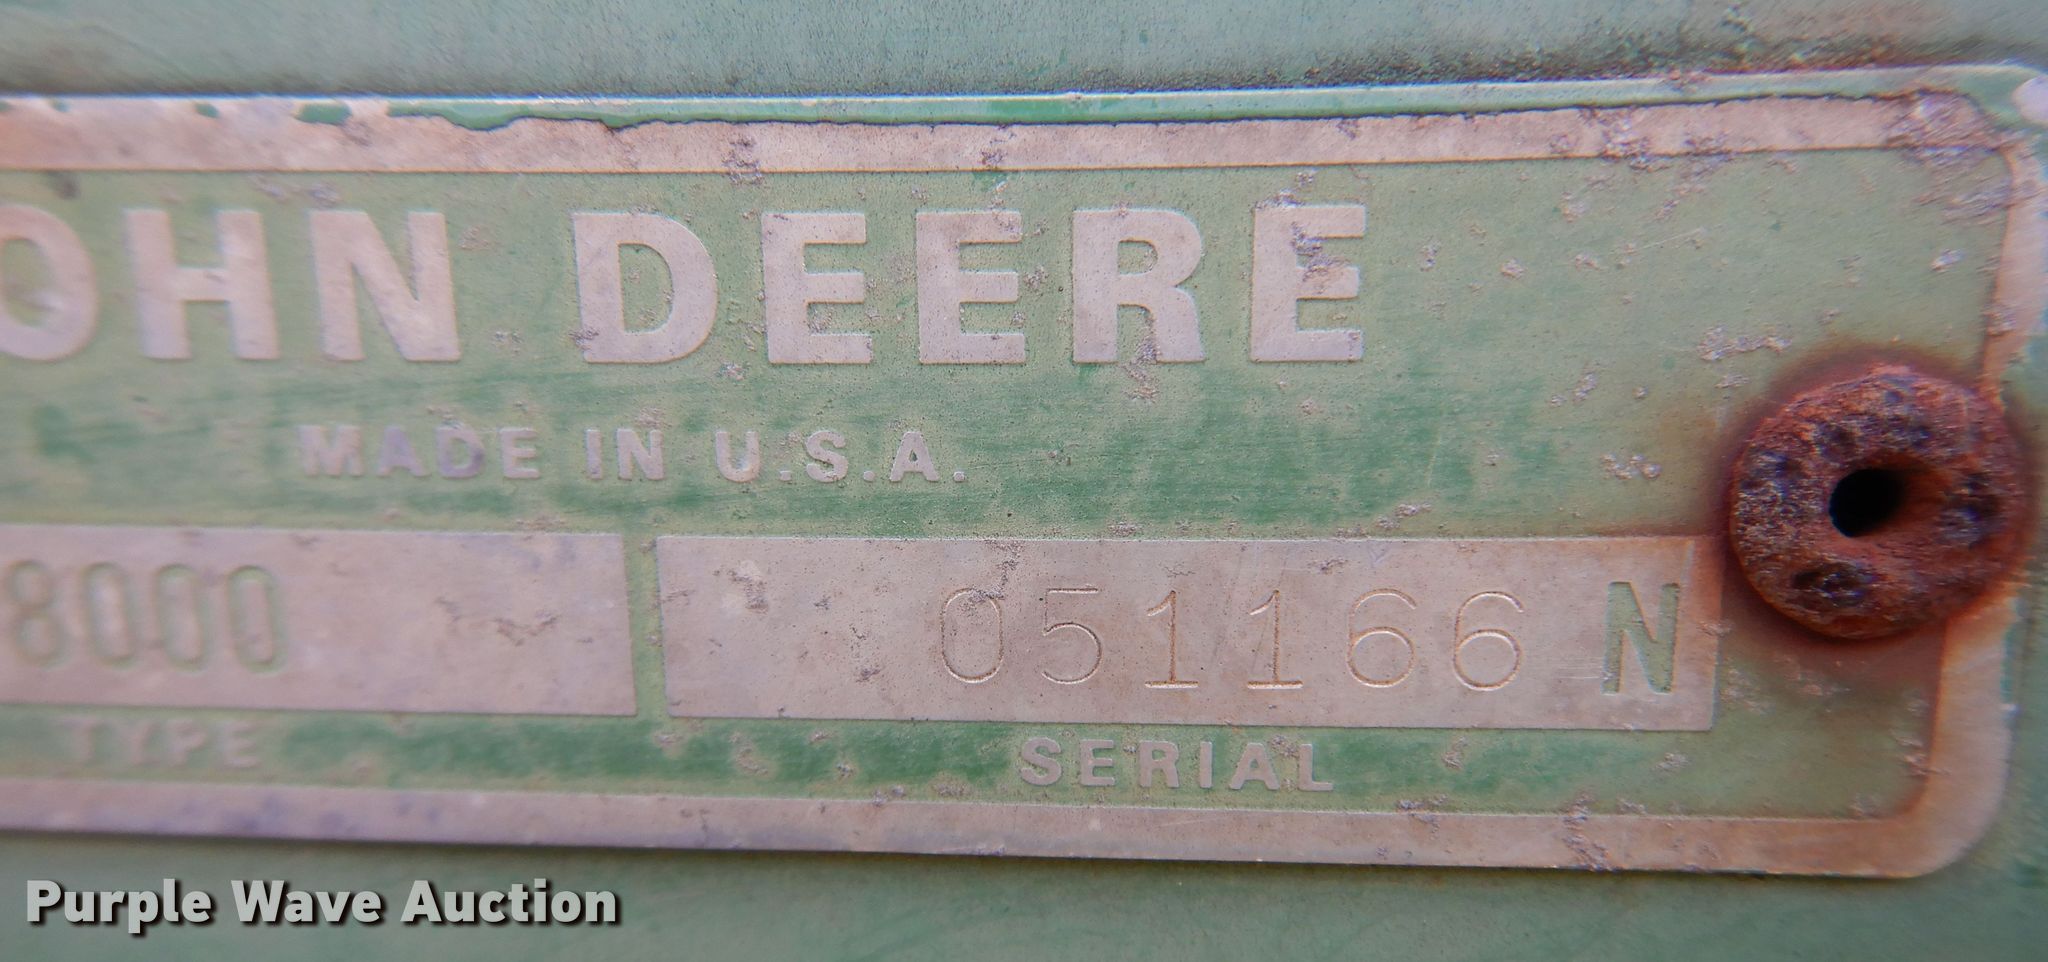 OHN DEERE
MADE IN U.S.A.
8000 051166 N
TYPE SERIAL
Purple Wave Auction